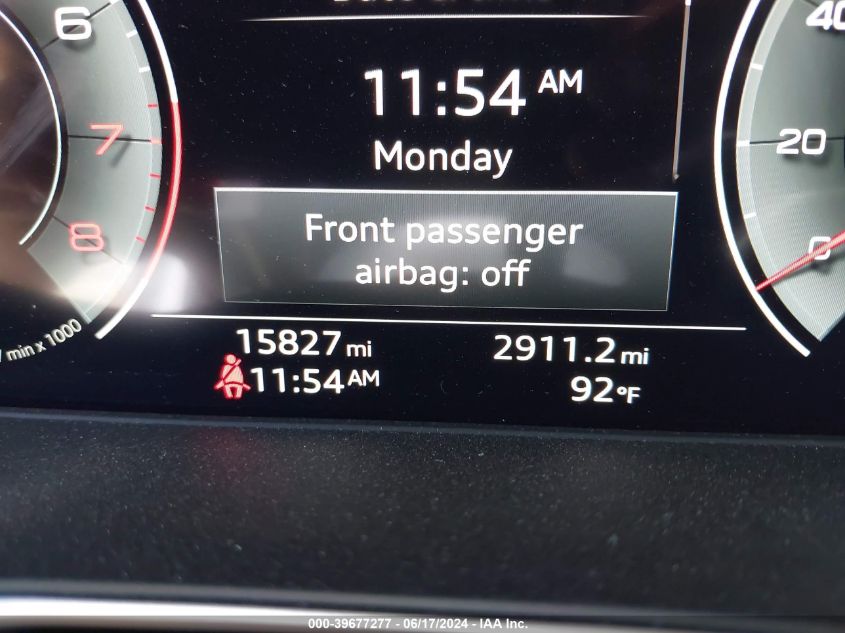 6
7
8
/ min x 1000
11:54 AM
Monday
Front passenger
airbag: off
15827 mi
2911.2 mi
11:54 AM
92 °F
40
20
0
000-39677277 - 06/17/2024 - IAA Inc.